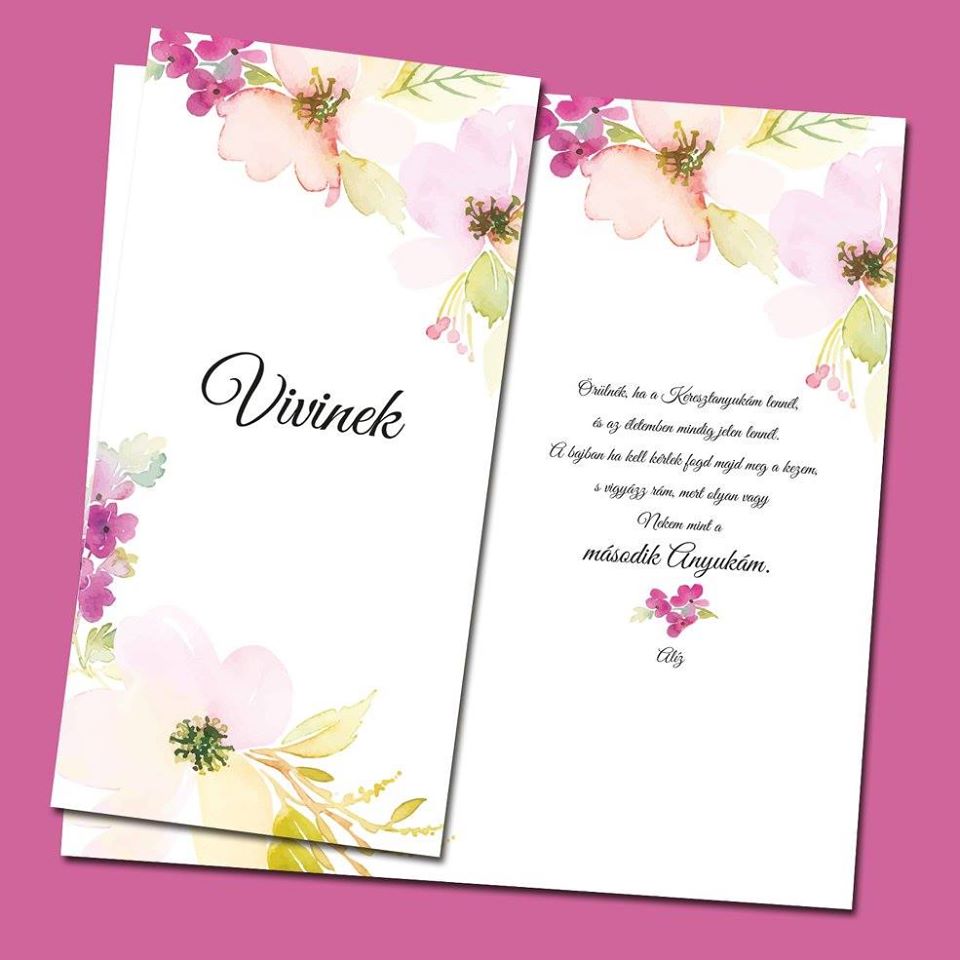 Vivinek
Örülnék, ha a Keresztanyukám lennél,
és az életemben mindig jelen lennél.
A bajban ha kell kérlek fogd majd meg a kezem,
s vigyázz rám, mert olyan vagy
Nekem mint a
második Anyukám.
Alíz